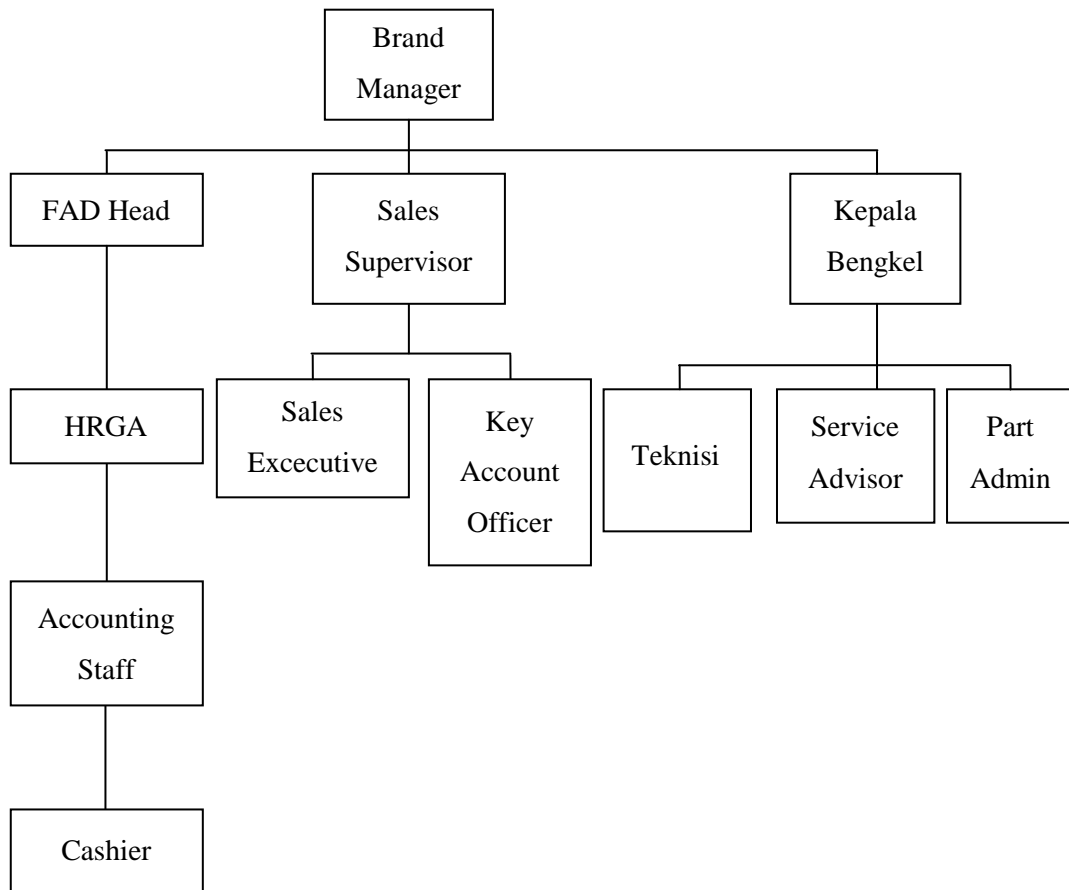 Brand
Manager
FAD Head
Sales
Supervisor
Kepala
Bengkel
HRGA
Sales
Excecutive
Key
Account
Officer
Teknisi
Service
Advisor
Part
Admin
Accounting
Staff
Cashier